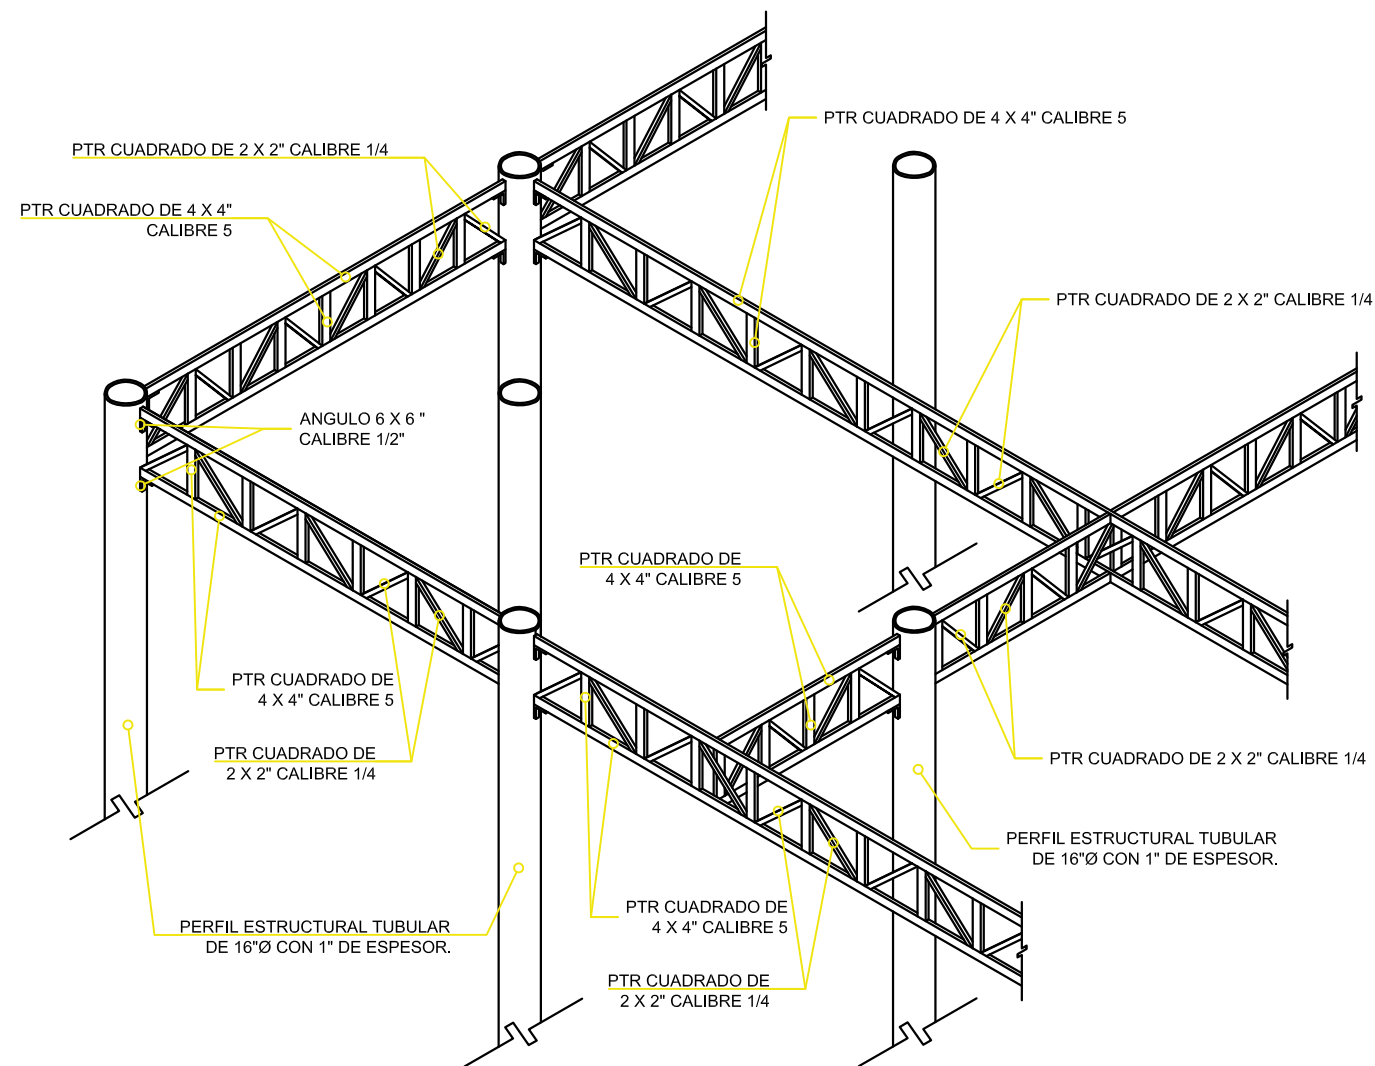 PTR CUADRADO DE 4 X 4" CALIBRE 5
PTR CUADRADO DE 2 X 2" CALIBRE 1/4
PTR CUADRADO DE 4 X 4"
CALIBRE 5
PTR CUADRADO DE 2 X 2" CALIBRE 1/4
ANGULO 6 X 6 "
CALIBRE 1/2"
PTR CUADRADO DE
4 X 4" CALIBRE 5
PTR CUADRADO DE
4 X 4" CALIBRE 5
PTR CUADRADO DE
2 X 2" CALIBRE 1/4
PTR CUADRADO DE 2 X 2" CALIBRE 1/4
PERFIL ESTRUCTURAL TUBULAR
DE 16"Ø CON 1" DE ESPESOR.
PERFIL ESTRUCTURAL TUBULAR
DE 16"Ø CON 1" DE ESPESOR.
PTR CUADRADO DE
4 X 4" CALIBRE 5
PTR CUADRADO DE
2 X 2" CALIBRE 1/4